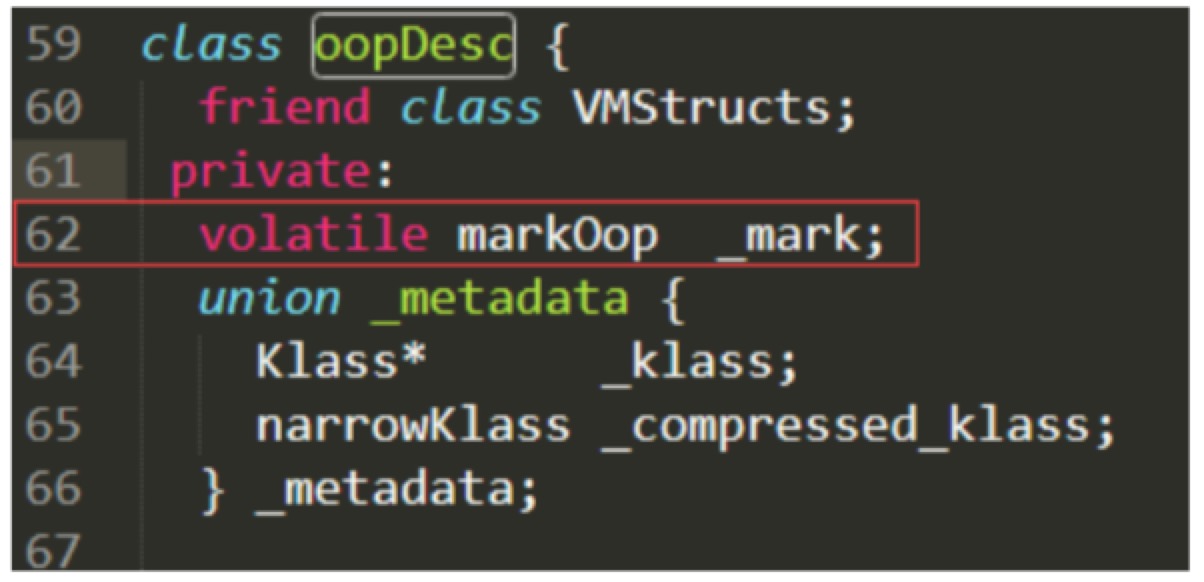 59 class oopDesc {
60 friend class VMStructs;
61 private:
62 volatile markOop _mark;
63 union _metadata {
64 Klass* _klass;
65 narrowKlass _compressed_klass;
66 } _metadata;
67